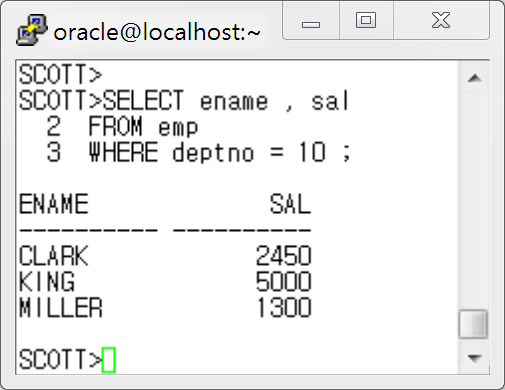 oracle@localhost:~
SCOTT>
SCOTT>SELECT ename , sal
  2  FROM emp
  3  WHERE deptno = 10 ;

ENAME             SAL
---------- ----------
CLARK            2450
KING             5000
MILLER           1300

SCOTT>